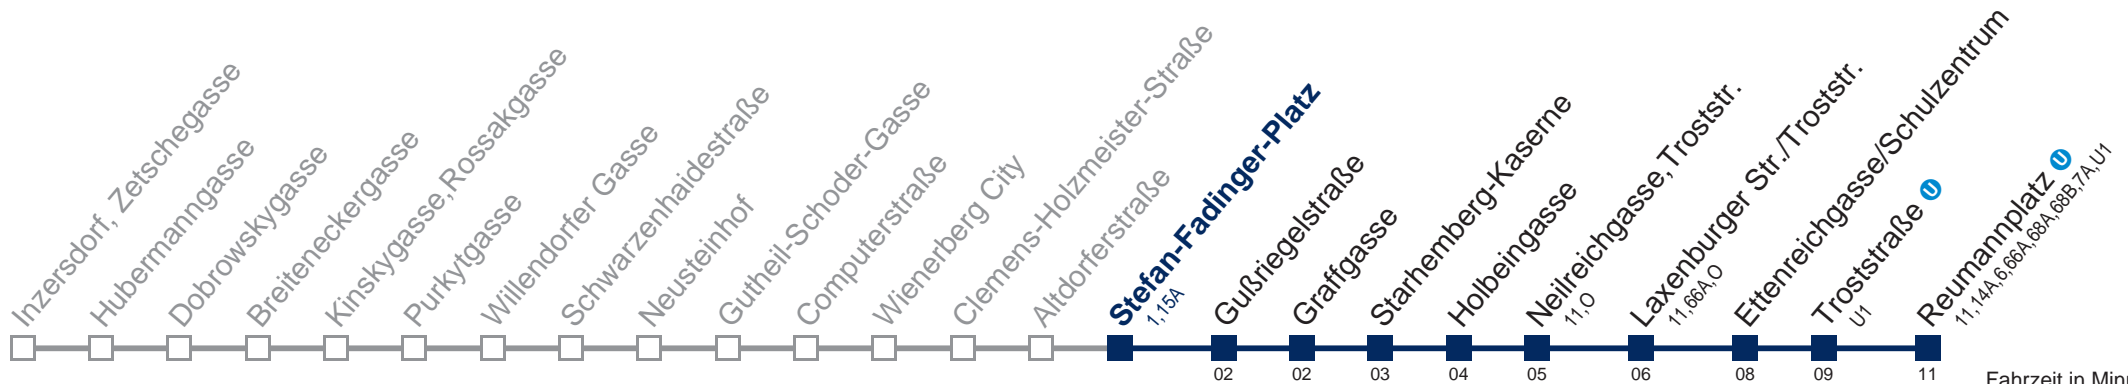 Inzersdorf, Zetschegasse
Hubermanngasse
Dobrowskygasse
Breiteneckergasse
Kinskygasse,Rossakgasse
Purkytgasse
Willendorfer Gasse
Schwarzenhaidestraße
Neusteinhof
Gutheil-Schoder-Gasse
Computerstraße
Wienerberg City
Clemens-Holzmeister-Straße
Altdorferstraße
Stefan-Fadinger-Platz
1,15A
Gußriegelstraße
Graffgasse
Starhemberg-Kaserne
Holbeingasse
Neilreichgasse,Troststr.
11,O
Laxenburger Str./Troststr.
11,66A,O
Ettenreichgasse/Schulzentrum
Troststraße U
U1
Reumannplatz U
11,14A,6,66A,68A,68B,7A,U1
02 02 03 04 05 06 08 09 11
Fahrzeit in